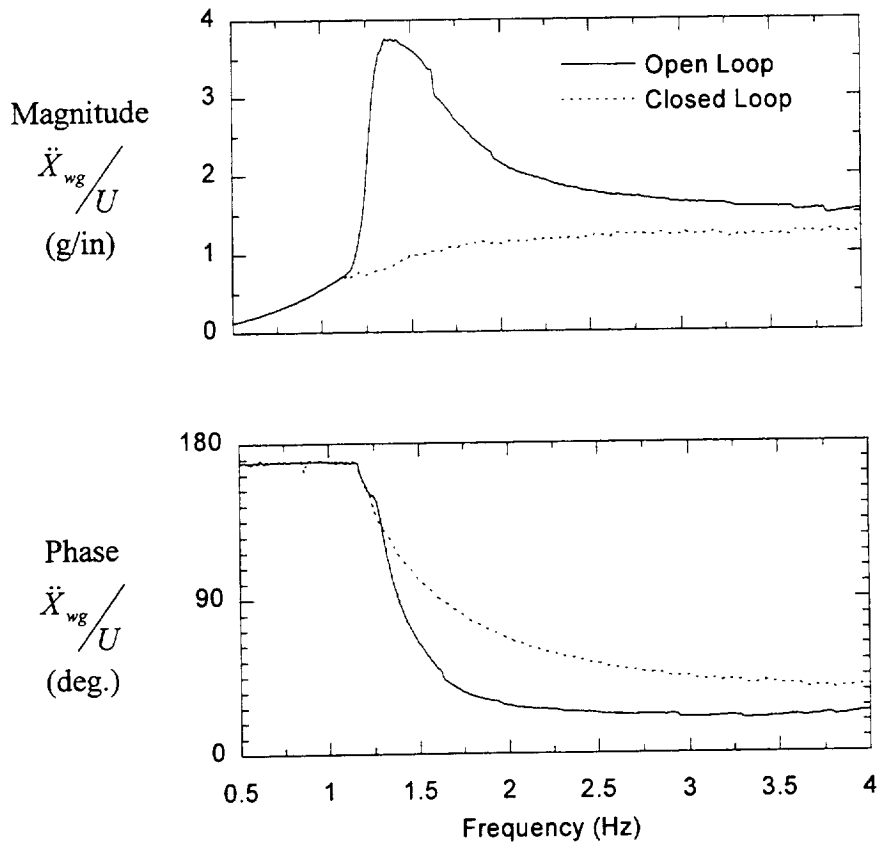 4
3
2
1
0
Magnitude
Ẍwg/U
(g/in)
Open Loop
Closed Loop
180
90
0
Phase
Ẍwg/U
(deg.)
0.5 1 1.5 2 2.5 3 3.5 4
Frequency (Hz)